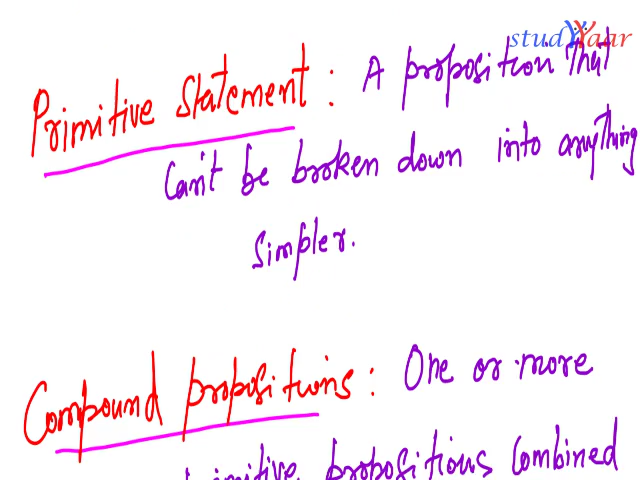 studYYaar
Primitive Statement : A proposition that
can't be broken down into anything
simpler.
Compound propositions : One or more
primitive propositions combined